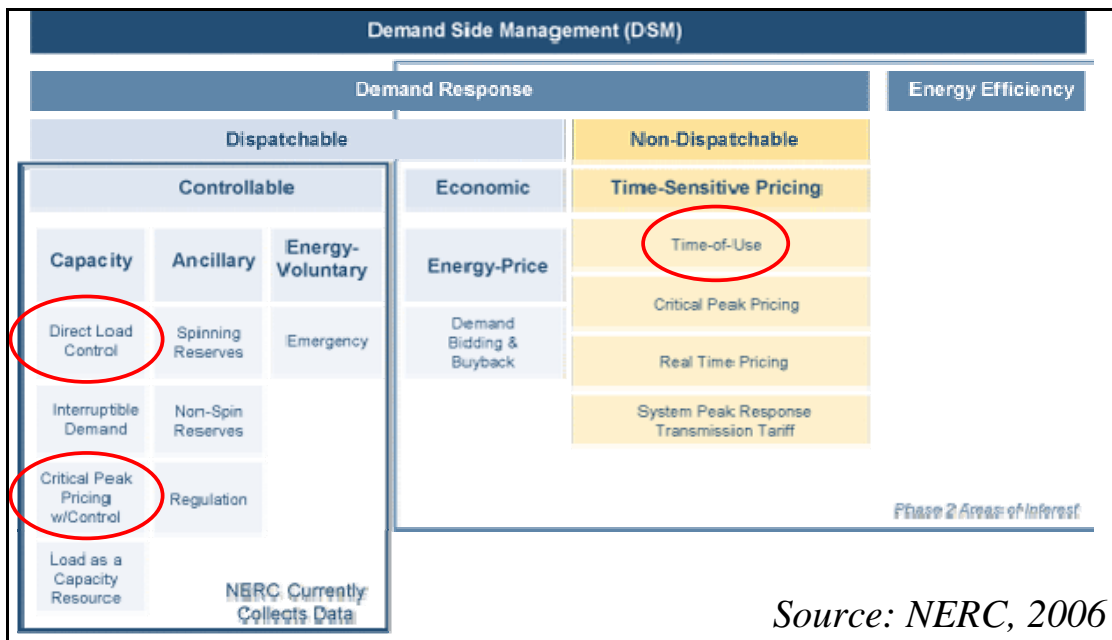 Demand Side Management (DSM)
Demand Response
Energy Efficiency
Dispatchable
Non-Dispatchable
Controllable
Economic
Time-Sensitive Pricing
Capacity
Ancillary
Energy-
Voluntary
Energy-Price
Time-of-Use
Critical Peak Pricing
Direct Load
Control
Spinning
Reserves
Emergency
Demand
Bidding &
Buyback
Real Time Pricing
Interruptible
Demand
Non-Spin
Reserves
System Peak Response
Transmission Tariff
Critical Peak
Pricing
w/Control
Regulation
Phase 2 Areas of Interest
Load as a
Capacity
Resource
NERC Currently
Collects Data
Source: NERC, 2006